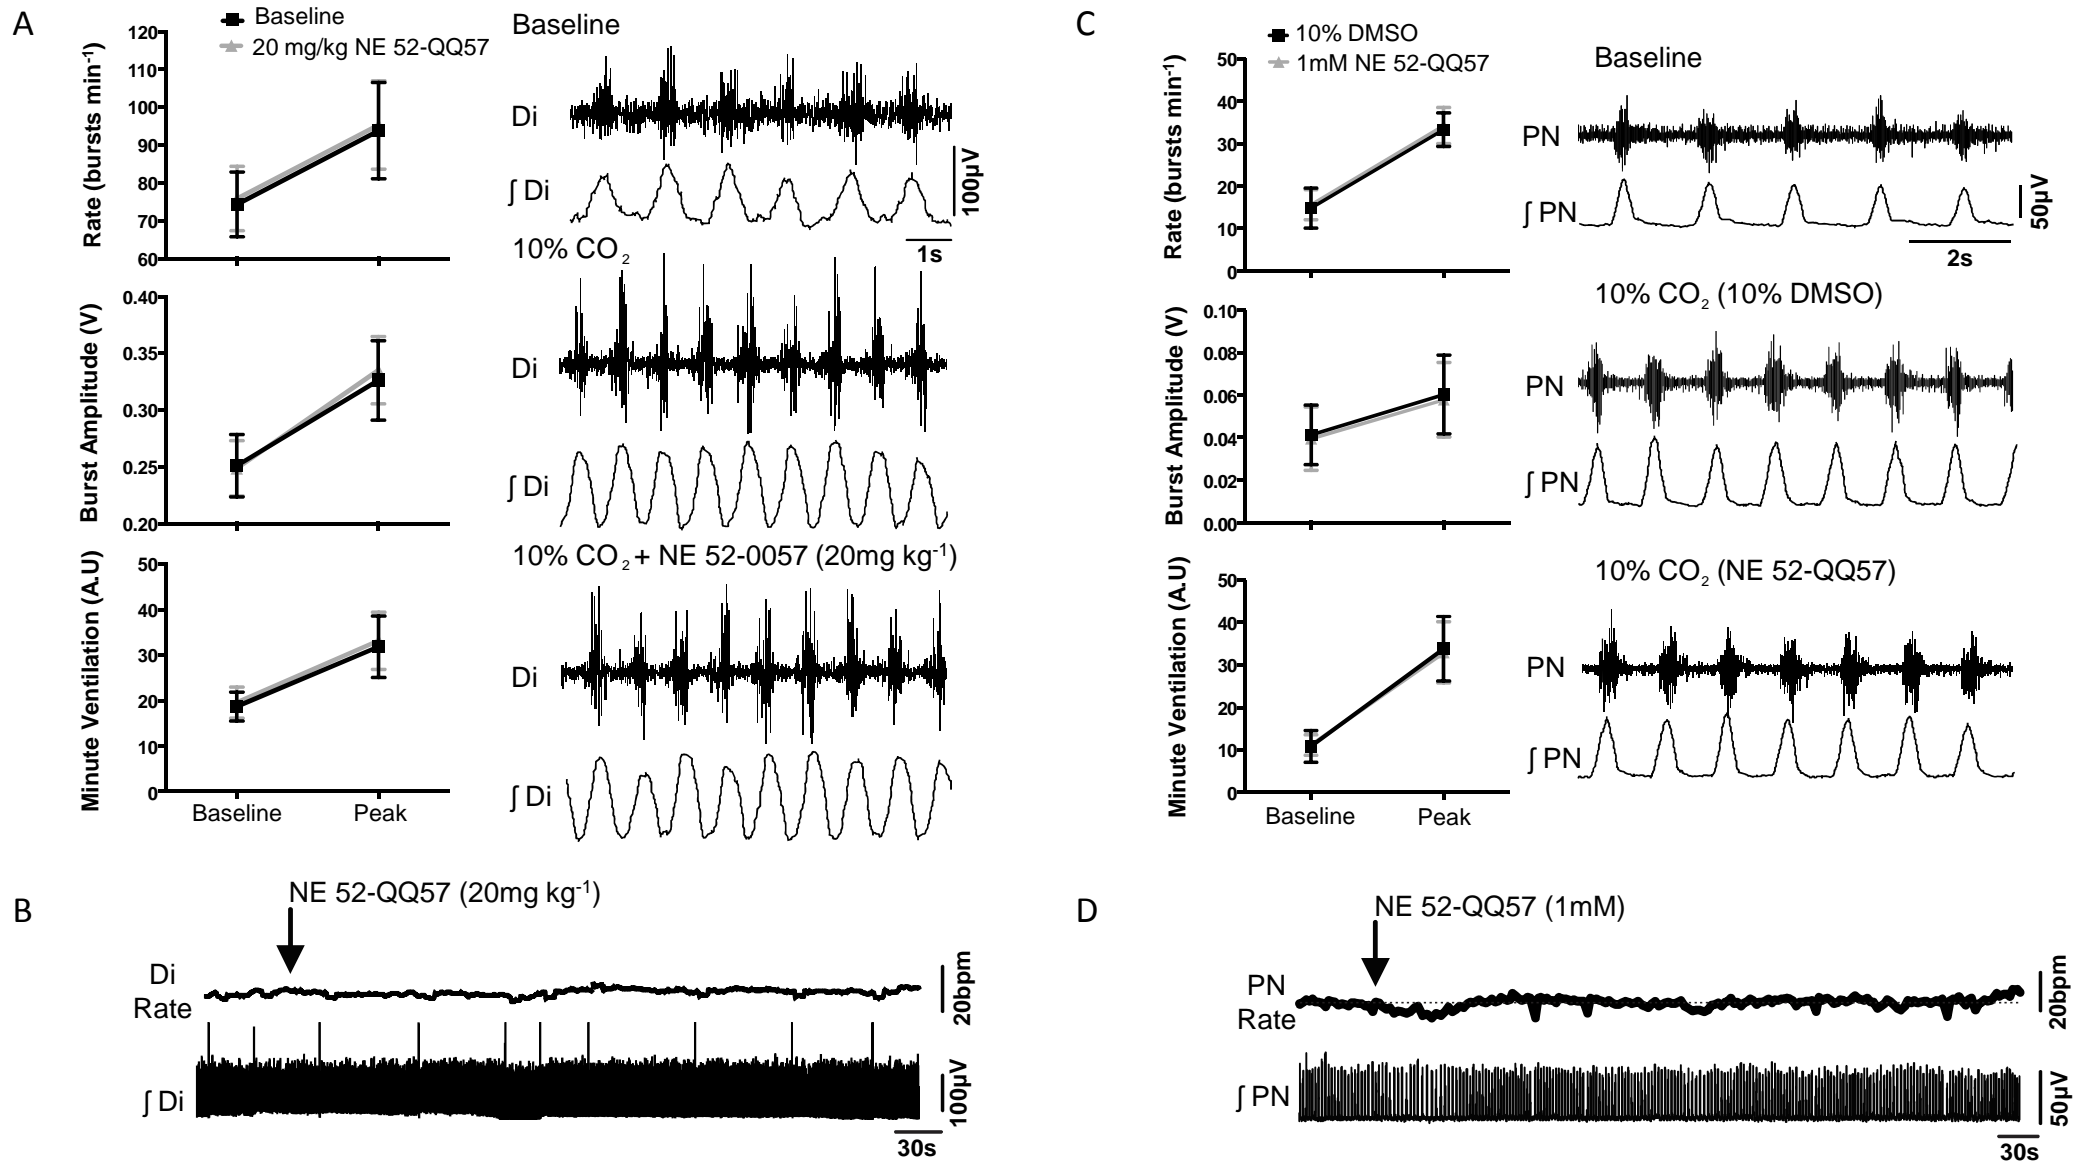 A
Baseline
20 mg/kg NE 52-QQ57
Rate (bursts min-1)
120
110
100
90
80
70
60
Burst Amplitude (V)
0.40
0.35
0.30
0.25
0.20
Minute Ventilation (A.U)
50
40
30
20
10
0
Baseline Peak
Baseline
Di
∫ Di
100µV
1s
10% CO2
Di
∫ Di
10% CO2 + NE 52-0057 (20mg kg-1)
Di
∫ Di
B
NE 52-QQ57 (20mg kg-1)
Di
Rate
20bpm
∫ Di
100µV
30s
C
10% DMSO
1mM NE 52-QQ57
Rate (bursts min-1)
50
40
30
20
10
0
Burst Amplitude (V)
0.10
0.08
0.06
0.04
0.02
0.00
Minute Ventilation (A.U)
50
40
30
20
10
0
Baseline Peak
Baseline
PN
∫ PN
50µV
2s
10% CO2 (10% DMSO)
PN
∫ PN
10% CO2 (NE 52-QQ57)
PN
∫ PN
D
NE 52-QQ57 (1mM)
PN
Rate
20bpm
∫ PN
50µV
30s